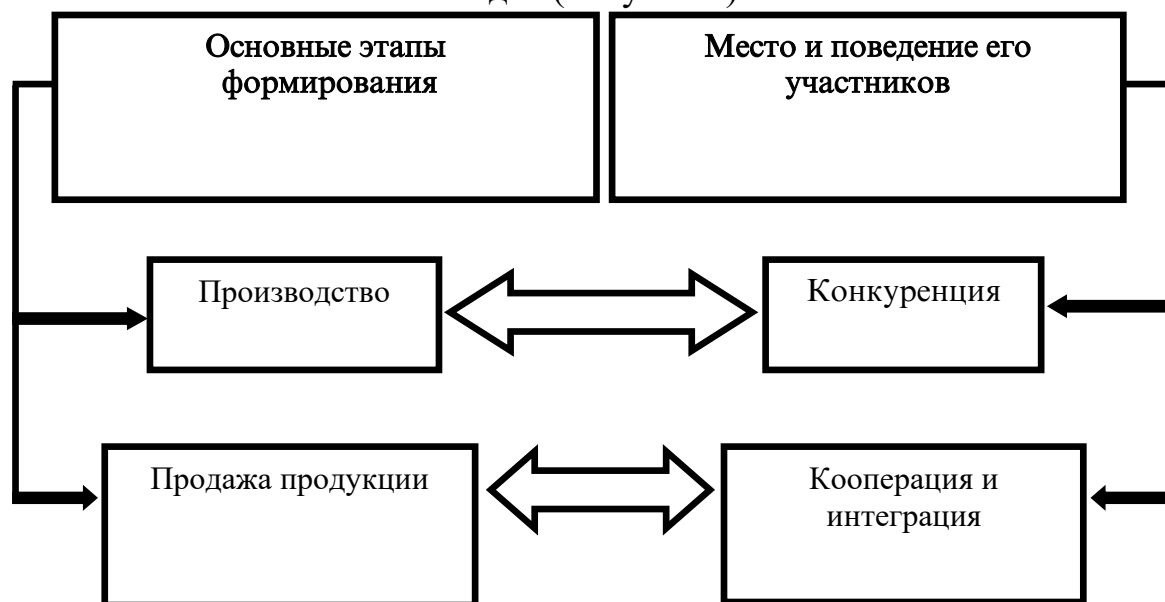 Основные этапы
формирования
Место и поведение его
участников
Производство
Конкуренция
Продажа продукции
Кооперация и
интеграция